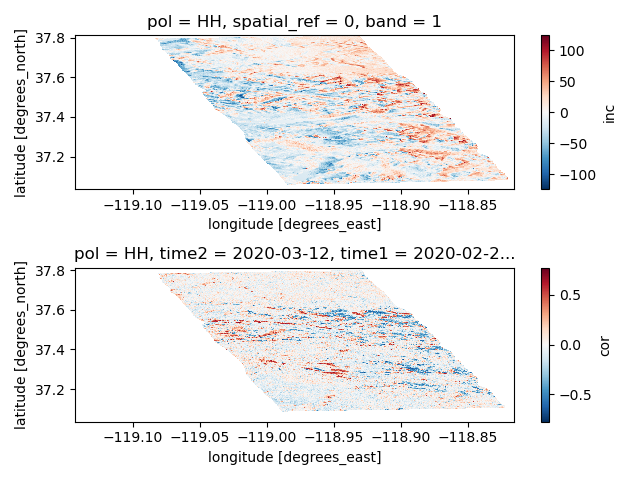 pol = HH, spatial_ref = 0, band = 1
37.8
37.6
37.4
37.2
latitude [degrees_north]
−119.10 −119.05 −119.00 −118.95 −118.90 −118.85
longitude [degrees_east]
100
50
0
−50
−100
inc
pol = HH, time2 = 2020-03-12, time1 = 2020-02-2...
37.8
37.6
37.4
37.2
latitude [degrees_north]
−119.10 −119.05 −119.00 −118.95 −118.90 −118.85
longitude [degrees_east]
0.5
0.0
−0.5
cor